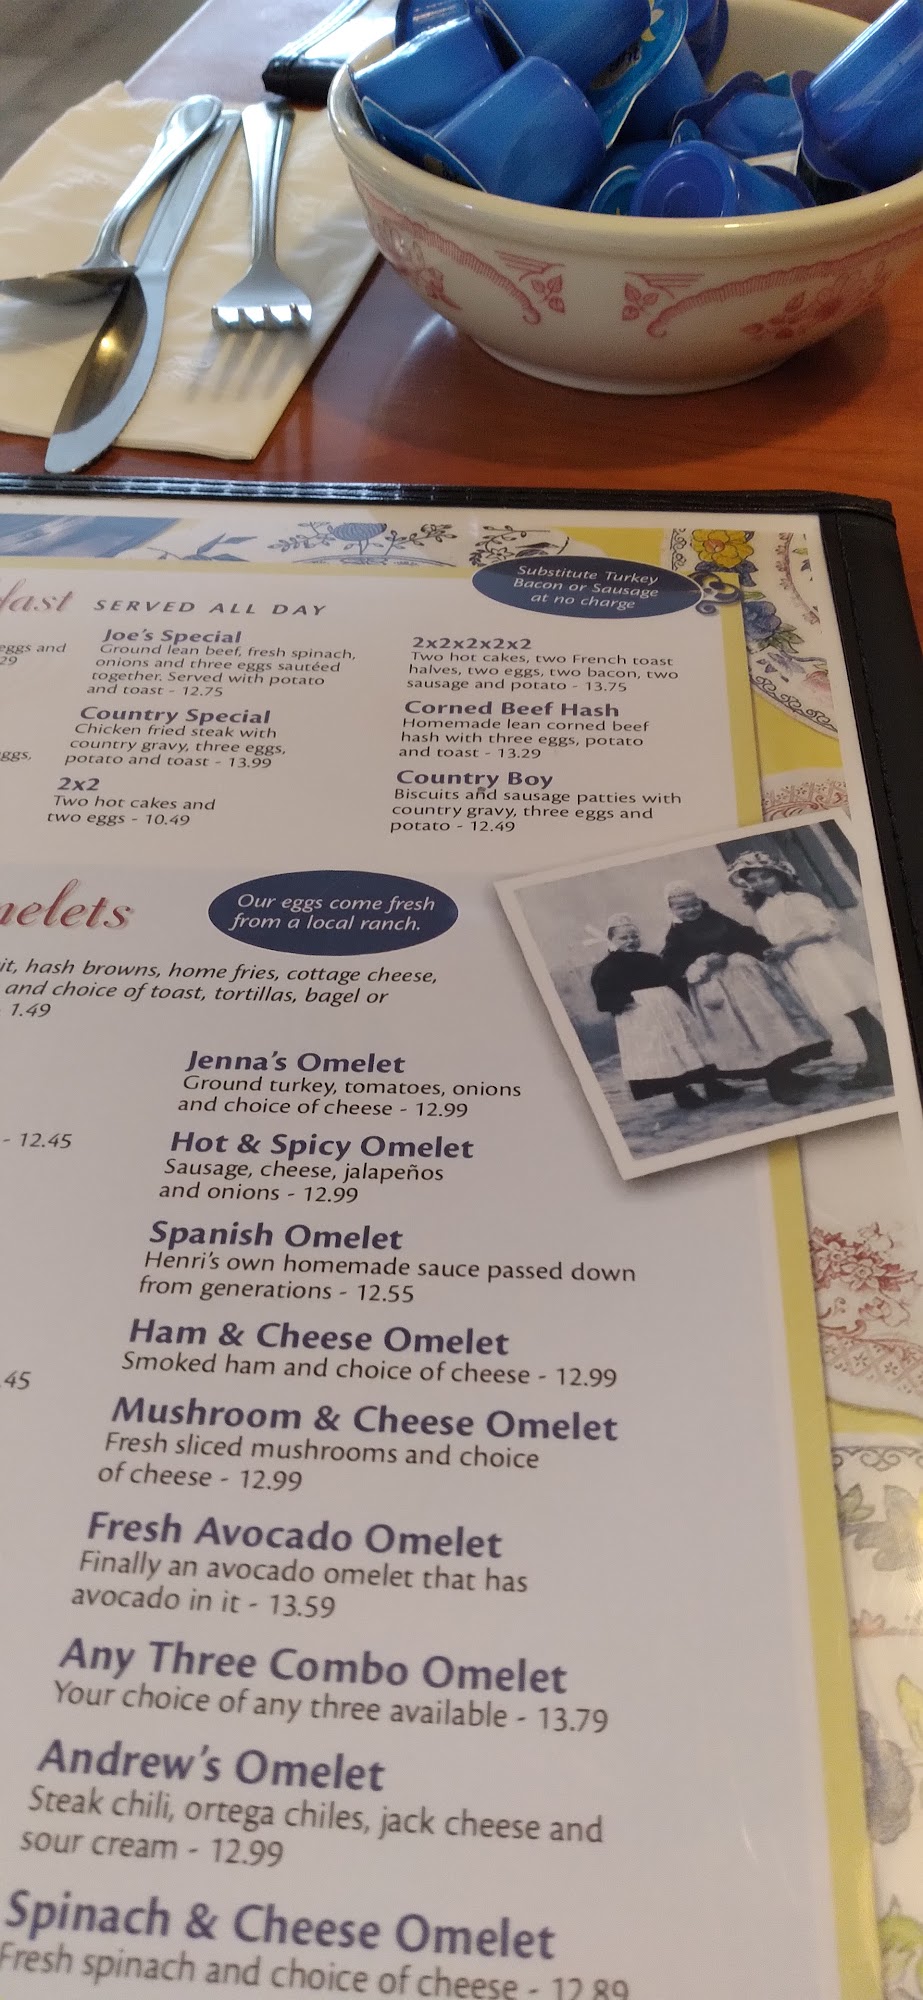 SERVED ALL DAY
Substitute Turkey
Bacon or Sausage
at no charge
eggs and
29
eggs,
Joe's Special
Ground lean beef, fresh spinach,
onions and three eggs sautéed
together. Served with potato
and toast - 12.75
Country Special
Chicken fried steak with
country gravy, three eggs,
potato and toast - 13.99
2x2
Two hot cakes and
two eggs - 10.49
2x2x2x2x2
Two hot cakes, two French toast
halves, two eggs, two bacon, two
sausage and potato - 13.75
Corned Beef Hash
Homemade lean corned beef
hash with three eggs, potato
and toast - 13.29
Country Boy
Biscuits and sausage patties with
country gravy, three eggs and
potato - 12.49
melets
Our eggs come fresh
from a local ranch.
it, hash browns, home fries, cottage cheese,
and choice of toast, tortillas, bagel or
1.49
- 12.45
.45
Jenna's Omelet
Ground turkey, tomatoes, onions
and choice of cheese - 12.99
Hot & Spicy Omelet
Sausage, cheese, jalapeños
and onions - 12.99
Spanish Omelet
Henri's own homemade sauce passed down
from generations - 12.55
Ham & Cheese Omelet
Smoked ham and choice of cheese - 12.99
Mushroom & Cheese Omelet
Fresh sliced mushrooms and choice
of cheese - 12.99
Fresh Avocado Omelet
Finally an avocado omelet that has
avocado in it - 13.59
Any Three Combo Omelet
Your choice of any three available - 13.79
Andrew's Omelet
Steak chili, ortega chiles, jack cheese and
sour cream - 12.99
Spinach & Cheese Omelet
Fresh spinach and choice of cheese - 12.89